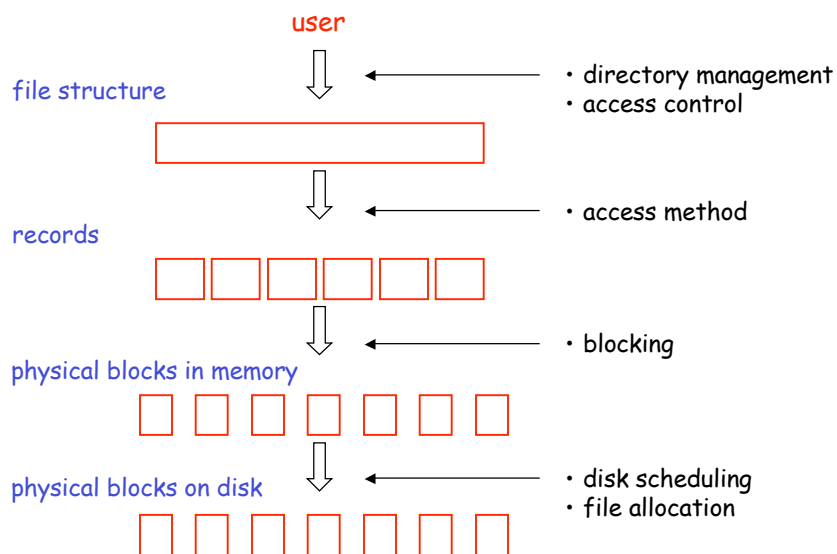 user
file structure
• directory management
• access control
records
• access method
physical blocks in memory
• blocking
physical blocks on disk
• disk scheduling
• file allocation